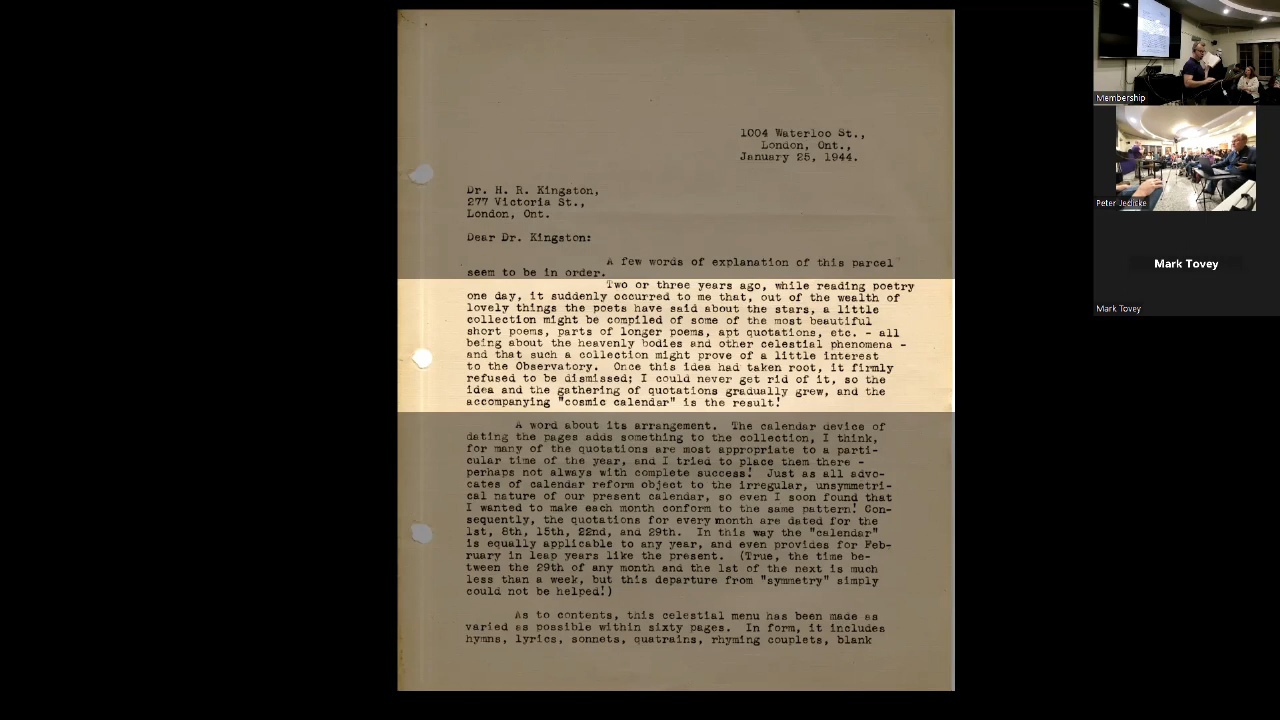 1004 Waterloo St.,
London, Ont.,
January 25, 1944.
Dr. H. R. Kingston,
277 Victoria St.,
London, Ont.
Dear Dr. Kingston:
A few words of explanation of this parcel
seem to be in order.
Two or three years ago, while reading poetry
one day, it suddenly occurred to me that, out of the wealth of
lovely things the poets have said about the stars, a little
collection might be compiled of some of the most beautiful
short poems, parts of longer poems, apt quotations, etc. - all
being about the heavenly bodies and other celestial phenomena -
and that such a collection might prove of a little interest
to the Observatory. Once this idea had taken root, it firmly
refused to be dismissed; I could never get rid of it, so the
idea and the gathering of quotations gradually grew, and the
accompanying "cosmic calendar" is the result!
A word about its arrangement. The calendar device of
dating the pages adds something to the collection, I think,
for many of the quotations are most appropriate to a parti-
cular time of the year, and I tried to place them there -
perhaps not always with complete success! Just as all advo-
cates of calendar reform object to the irregular, unsymmetri-
cal nature of our present calendar, so even I soon found that
I wanted to make each month conform to the same pattern! Con-
sequently, the quotations for every month are dated for the
1st, 8th, 15th, 22nd, and 29th. In this way the "calendar"
is equally applicable to any year, and even provides for Feb-
ruary in leap years like the present. (True, the time be-
tween the 29th of any month and the 1st of the next is much
less than a week, but this departure from "symmetry" simply
could not be helped!)
As to contents, this celestial menu has been made as
varied as possible within sixty pages. In form, it includes
hymns, lyrics, sonnets, quatrains, rhyming couplets, blank
Membership
Peter Jedicke
Mark Tovey
Mark Tovey